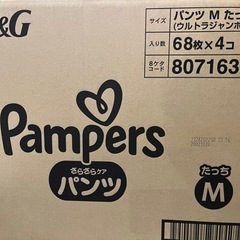 &G
サイズ
パンツ M たっ
(ウルトラジャンボ
入り数
68枚×4コ
8ケタコード
807163
Pampers
さらさらケア
パンツ
たっち
M